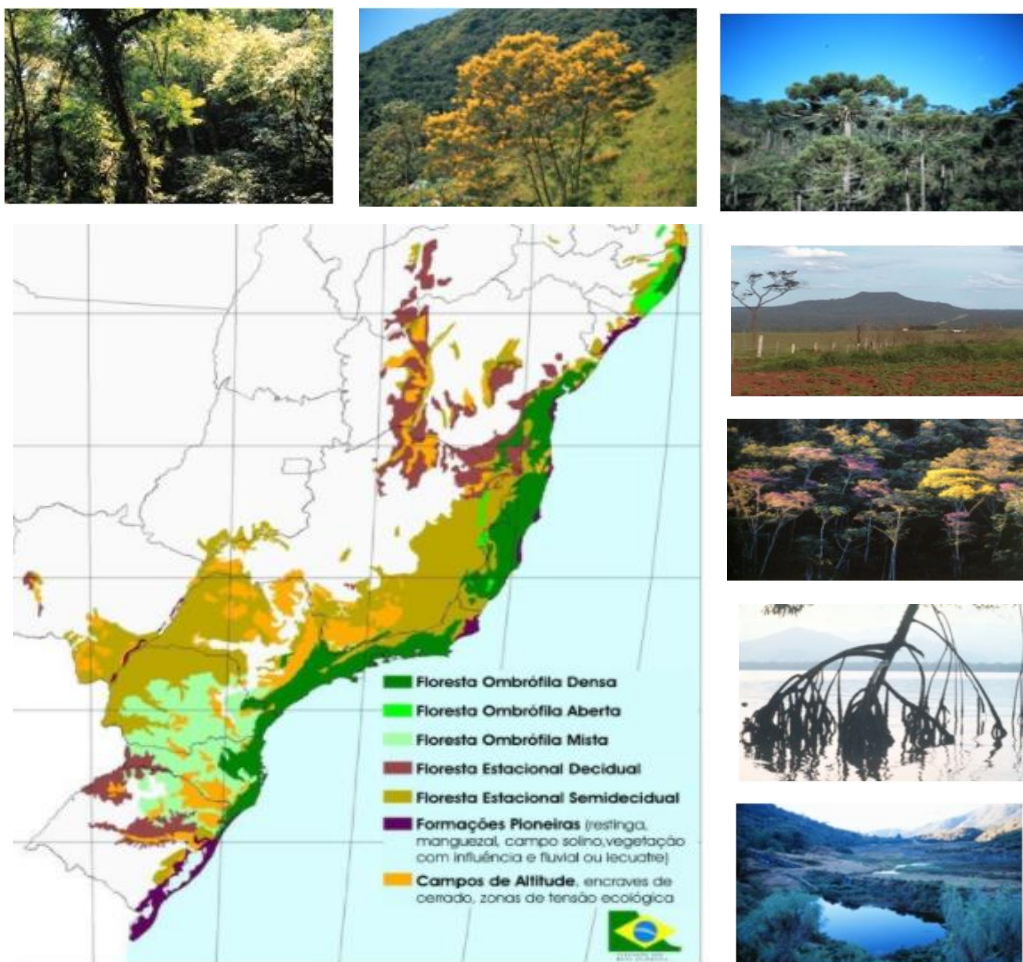 Floresta Ombrófila Densa
Floresta Ombrófila Aberta
Floresta Ombrófila Mista
Floresta Estacional Decidual
Floresta Estacional Semidecidual
Formações Pioneiras (restinga,
manguezal, campo salino,vegetação
com influência e fluvial ou lecustre)
Campos de Altitude, encraves de
cerrado, zonas de tensão ecológica